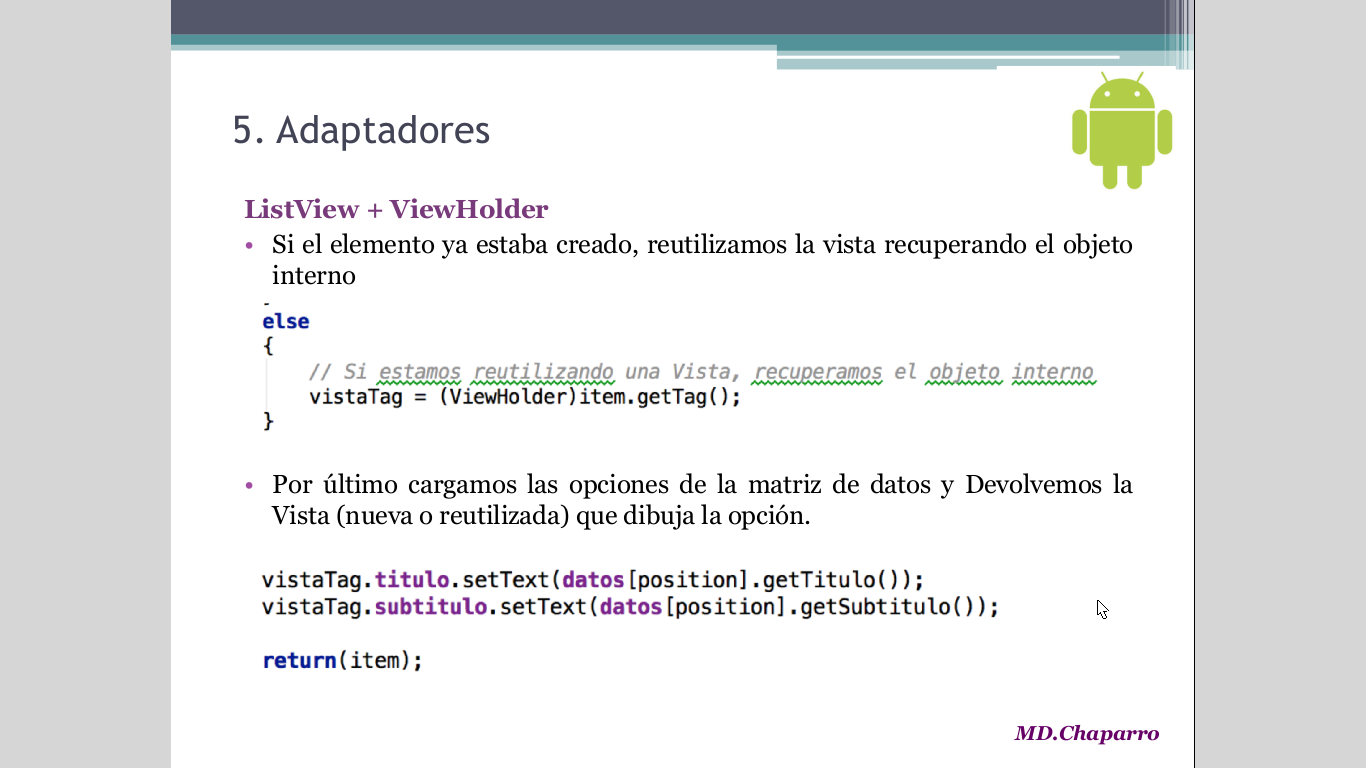 5. Adaptadores
ListView + ViewHolder
• Si el elemento ya estaba creado, reutilizamos la vista recuperando el objeto
interno
else
{
// Si estamos reutilizando una Vista, recuperamos el objeto interno
vistaTag = (ViewHolder)item.getTag();
}
• Por último cargamos las opciones de la matriz de datos y Devolvemos la
Vista (nueva o reutilizada) que dibuja la opción.
vistaTag.titulo.setText(datos[position].getTitulo());
vistaTag.subtitulo.setText(datos[position].getSubtitulo());
return(item);
MD.Chaparro